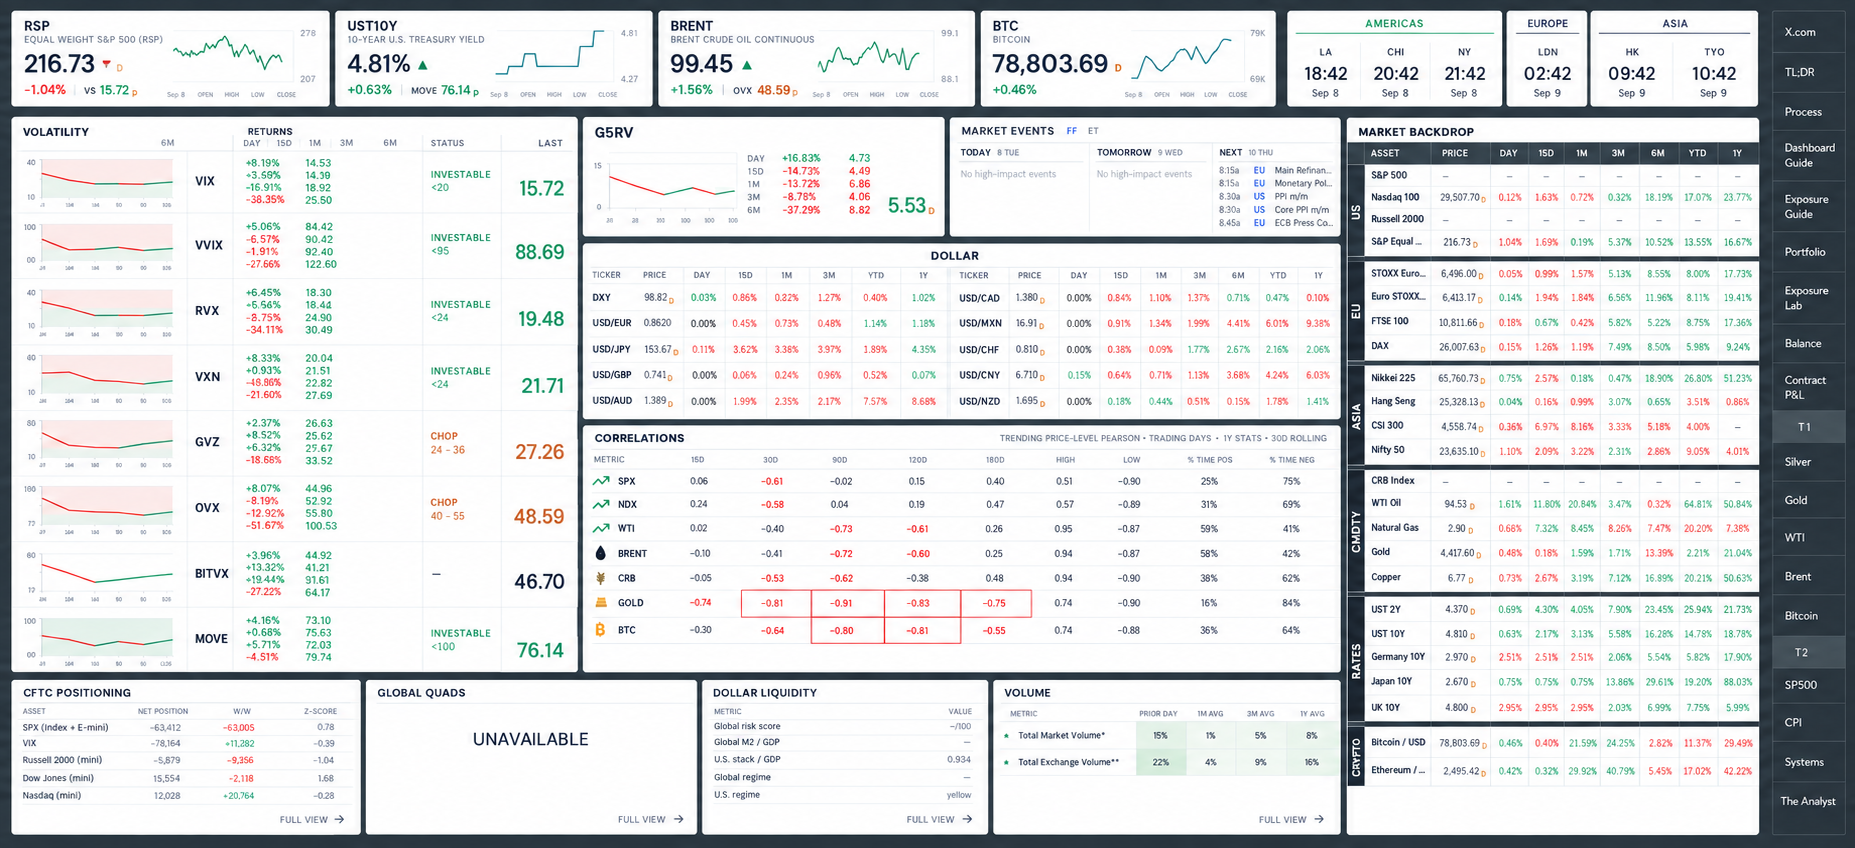 RSP
EQUAL WEIGHT S&P 500 (RSP)
216.73 D
-1.04% VS 15.72 D
278
207
Sep 8 OPEN HIGH LOW CLOSE
UST10Y
10-YEAR U.S. TREASURY YIELD
4.81%
+0.63% MOVE 76.14 D
4.81
4.27
Sep 8 OPEN HIGH LOW CLOSE
BRENT
BRENT CRUDE OIL CONTINUOUS
99.45
+1.56% OVX 48.59 D
99.1
88.1
Sep 8 OPEN HIGH LOW CLOSE
BTC
BITCOIN
78,803.69 D
+0.46%
79K
69K
Sep 8 OPEN HIGH LOW CLOSE
AMERICAS
LA CHI NY
18:42 20:42 21:42
Sep 8 Sep 8 Sep 8
EUROPE
LDN
02:42
Sep 9
ASIA
HK TYO
09:42 10:42
Sep 9 Sep 9
X.com
TL;DR
Process
Dashboard
Guide
Exposure
Guide
Portfolio
Exposure
Lab
Balance
Contract
P&L
T1
Silver
Gold
WTI
Brent
Bitcoin
T2
SP500
CPI
Systems
The Analyst
VOLATILITY RETURNS
6M DAY 15D 1M 3M 6M STATUS LAST
VIX
+8.19% 14.53
+3.59% 14.39
-16.91% 18.92
-38.35% 25.50
INVESTABLE
<20
15.72
40
10
VVIX
+5.06% 84.42
-6.57% 90.42
-1.91% 92.40
-27.66% 122.60
INVESTABLE
<95
88.69
100
00
RVX
+6.45% 18.30
+5.56% 18.44
-8.75% 24.90
-34.11% 30.49
INVESTABLE
<24
19.48
40
10
VXN
+8.33% 20.04
+0.93% 21.51
-48.86% 22.82
-21.60% 27.69
INVESTABLE
<24
21.71
10
GVZ
+2.37% 26.63
+8.52% 25.62
+6.32% 25.67
-18.66% 33.52
CHOP
24 – 36
27.26
10
OVX
+8.07% 44.96
-8.19% 52.92
-12.92% 55.80
-51.67% 100.53
CHOP
40 – 55
48.59
72
BITVX
+3.96% 44.92
+13.32% 41.21
+19.44% 91.61
-27.22% 64.17
–
46.70
MOVE
+4.16% 73.10
+0.68% 75.63
+5.71% 72.03
-4.51% 79.74
INVESTABLE
<100
76.14
100
00
G5RV
15
0
DAY +16.83% 4.73
15D -14.73% 4.49
1M -13.72% 6.86
3M -8.78% 4.06
6M -37.29% 8.82
5.53 D
MARKET EVENTS FF ET
TODAY 8 TUE
No high-impact events
TOMORROW 9 WED
No high-impact events
NEXT 10 THU
8:15a EU Main Refinan...
8:15a EU Monetary Pol...
8.30a US PPI m/m
8.30a US Core PPI m/m
8.45a EU ECB Press Co...
DOLLAR
TICKER PRICE DAY 15D 1M 3M YTD 1Y TICKER PRICE DAY 15D 1M 3M 6M YTD 1Y
DXY 98.82 D 0.03% 0.86% 0.22% 1.27% 0.40% 1.02% USD/CAD 1.380 D 0.00% 0.84% 1.10% 1.37% 0.71% 0.47% 0.10%
USD/EUR 0.8620 0.00% 0.45% 0.73% 0.48% 1.14% 1.18% USD/MXN 16.91 D 0.00% 0.91% 1.34% 1.99% 4.41% 6.01% 9.38%
USD/JPY 153.67 D 0.11% 3.62% 3.38% 3.97% 1.89% 4.35% USD/CHF 0.810 D 0.00% 0.38% 0.09% 1.77% 2.67% 2.16% 2.06%
USD/GBP 0.741 D 0.00% 0.06% 0.24% 0.96% 0.52% 0.07% USD/CNY 6.710 D 0.15% 0.64% 0.71% 1.13% 3.68% 4.24% 6.03%
USD/AUD 1.389 D 0.00% 1.99% 2.35% 2.17% 7.57% 8.68% USD/NZD 1.695 D 0.00% 0.18% 0.44% 0.51% 0.15% 1.78% 1.41%
CORRELATIONS TRENDING PRICE-LEVEL PEARSON • TRADING DAYS • 1Y STATS • 30D ROLLING
METRIC 15D 30D 90D 120D 180D HIGH LOW % TIME POS % TIME NEG
SPX 0.06 −0.61 −0.02 0.15 0.40 0.51 −0.90 25% 75%
NDX 0.24 −0.58 0.04 0.19 0.47 0.57 −0.89 31% 69%
WTI 0.02 −0.40 −0.73 −0.61 0.26 0.95 −0.87 59% 41%
BRENT −0.10 −0.41 −0.72 −0.60 0.25 0.94 −0.87 58% 42%
CRB −0.05 −0.53 −0.62 −0.38 0.48 0.94 −0.90 38% 62%
GOLD −0.74 −0.81 −0.91 −0.83 −0.75 0.74 −0.90 16% 84%
BTC −0.30 −0.64 −0.80 −0.81 −0.55 0.74 −0.88 36% 64%
MARKET BACKDROP
ASSET PRICE DAY 15D 1M 3M 6M YTD 1Y
US
S&P 500 – – – – – – – –
Nasdaq 100 29,507.70 D 0.12% 1.63% 0.72% 0.32% 18.19% 17.07% 23.77%
Russell 2000 – – – – – – – –
S&P Equal ... 216.73 D 1.04% 1.69% 0.19% 5.37% 10.52% 13.55% 16.67%
EU
STOXX Euro... 6,496.00 D 0.05% 0.99% 1.57% 5.13% 8.55% 8.00% 17.73%
Euro STOXX... 6,413.17 D 0.14% 1.94% 1.84% 6.56% 11.96% 8.11% 19.41%
FTSE 100 10,811.66 D 0.18% 0.67% 0.42% 5.82% 5.22% 8.75% 17.36%
DAX 26,007.63 D 0.15% 1.26% 1.19% 7.49% 8.50% 5.98% 9.24%
ASIA
Nikkei 225 65,760.73 D 0.75% 2.57% 0.18% 0.47% 18.90% 26.80% 51.23%
Hang Seng 25,328.13 D 0.04% 0.16% 0.99% 3.07% 0.65% 3.51% 0.86%
CSI 300 4,558.74 D 0.36% 6.97% 8.16% 3.33% 5.18% 4.00% –
Nifty 50 23,635.10 D 1.10% 2.09% 3.22% 2.31% 2.86% 9.05% 4.01%
CMDTY
CRB Index – – – – – – – –
WTI Oil 94.53 D 1.61% 11.80% 20.84% 3.47% 0.32% 64.81% 50.84%
Natural Gas 2.90 D 0.66% 7.32% 8.45% 8.26% 7.47% 20.20% 7.38%
Gold 4,417.60 D 0.48% 0.18% 1.59% 1.71% 13.39% 2.21% 21.04%
Copper 6.77 D 0.73% 2.67% 3.19% 7.12% 16.89% 20.21% 50.63%
RATES
UST 2Y 4.370 D 0.69% 4.30% 4.05% 7.90% 23.45% 25.94% 21.73%
UST 10Y 4.810 D 0.63% 2.17% 3.13% 5.58% 16.28% 14.78% 18.78%
Germany 10Y 2.970 D 2.51% 2.51% 2.51% 2.06% 5.54% 5.82% 17.90%
Japan 10Y 2.670 D 0.75% 0.75% 0.75% 13.86% 29.61% 19.20% 88.03%
UK 10Y 4.800 D 2.95% 2.95% 2.95% 2.03% 6.99% 7.75% 5.99%
CRYPTO
Bitcoin / USD 78,803.69 D 0.46% 0.40% 21.59% 24.25% 2.82% 11.37% 29.49%
Ethereum / ... 2,495.42 D 0.42% 0.32% 29.92% 40.79% 5.45% 17.02% 42.22%
CFTC POSITIONING
ASSET NET POSITION W/W Z-SCORE
SPX (Index + E-mini) −63,412 −63,005 0.78
VIX −78,164 +11,282 −0.39
Russell 2000 (mini) −5,879 −9,356 −1.04
Dow Jones (mini) 15,554 −2,118 1.68
Nasdaq (mini) 12,028 +20,764 −0.28
FULL VIEW →
GLOBAL QUADS
UNAVAILABLE
FULL VIEW →
DOLLAR LIQUIDITY
METRIC VALUE
Global risk score –/100
Global M2 / GDP –
U.S. stack / GDP 0.934
Global regime –
U.S. regime yellow
FULL VIEW →
VOLUME
METRIC PRIOR DAY 1M AVG 3M AVG 1Y AVG
Total Market Volume* 15% 1% 5% 8%
Total Exchange Volume** 22% 4% 9% 16%
FULL VIEW →